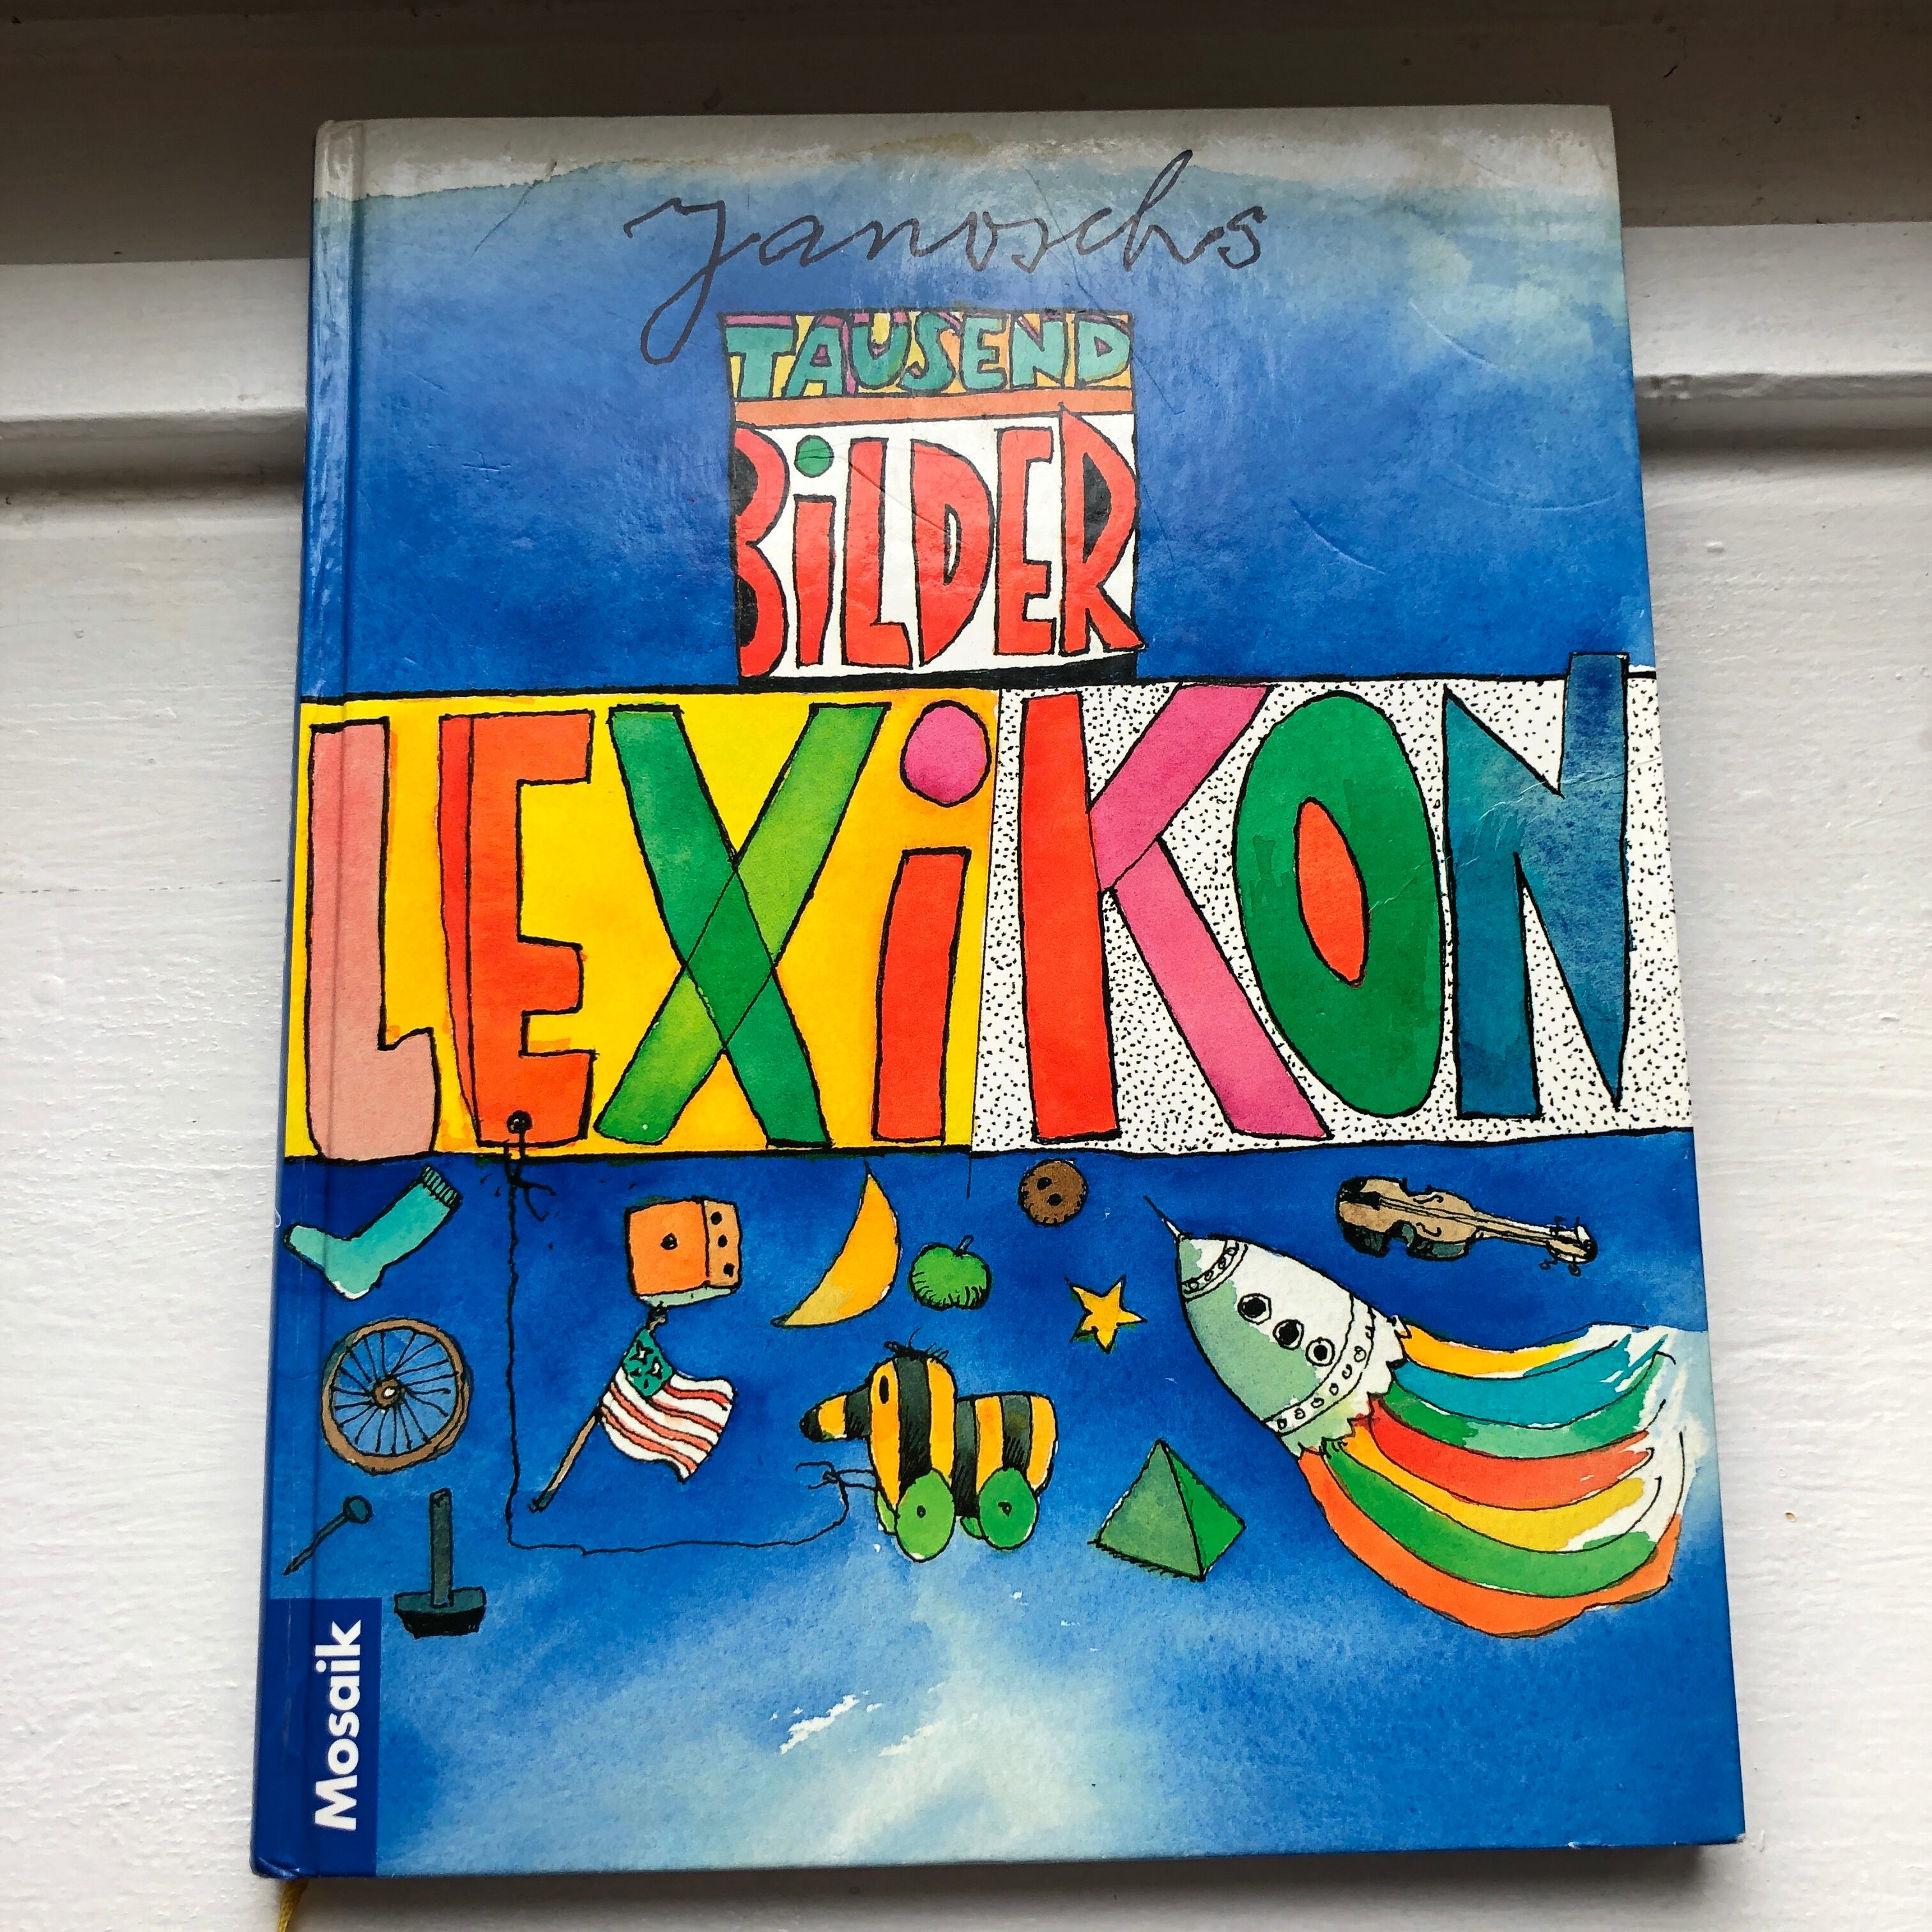 Janoschs
TAUSEND
BiLDER
LEXiKON
Mosaik